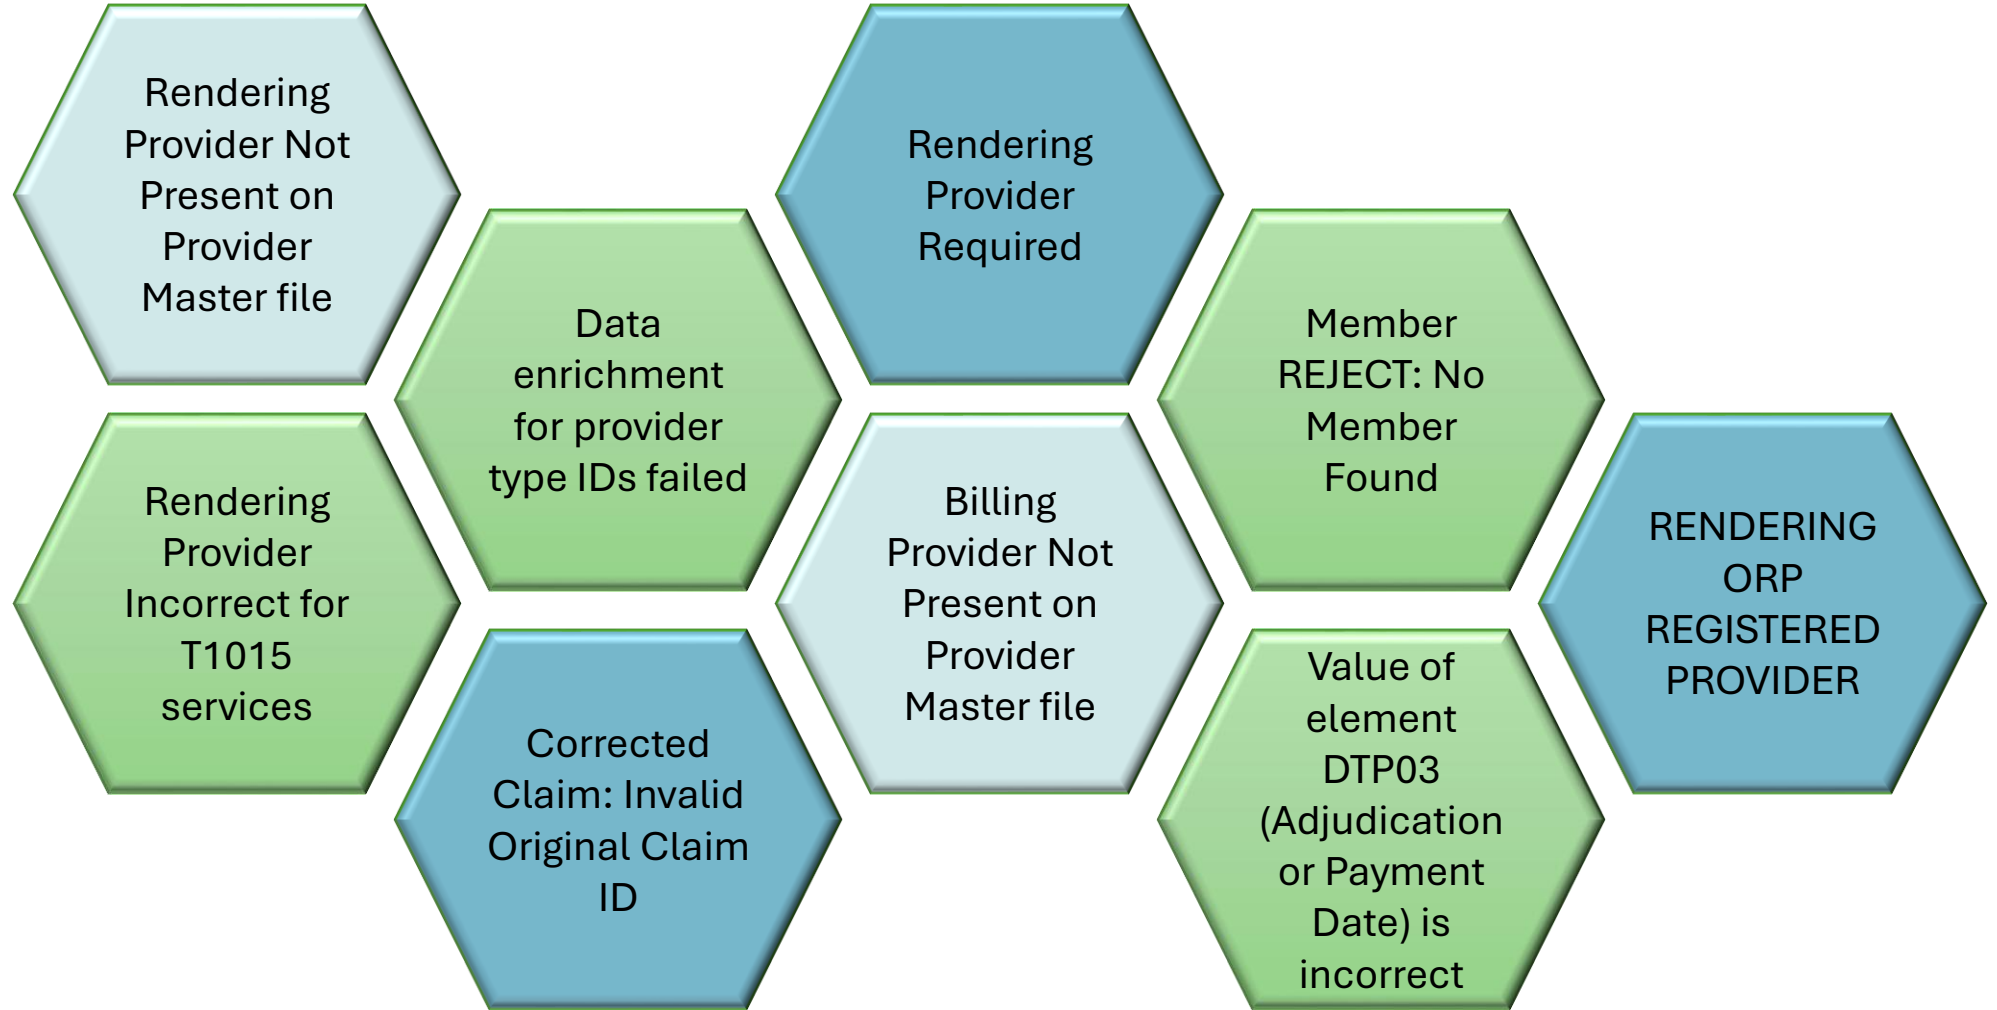 Rendering
Provider Not
Present on
Provider
Master file
Data
enrichment
for provider
type IDs failed
Rendering
Provider
Required
Member
REJECT: No
Member
Found
Rendering
Provider
Incorrect for
T1015
services
Corrected
Claim: Invalid
Original Claim
ID
Billing
Provider Not
Present on
Provider
Master file
Value of
element
DTP03
(Adjudication
or Payment
Date) is
incorrect
RENDERING
ORP
REGISTERED
PROVIDER